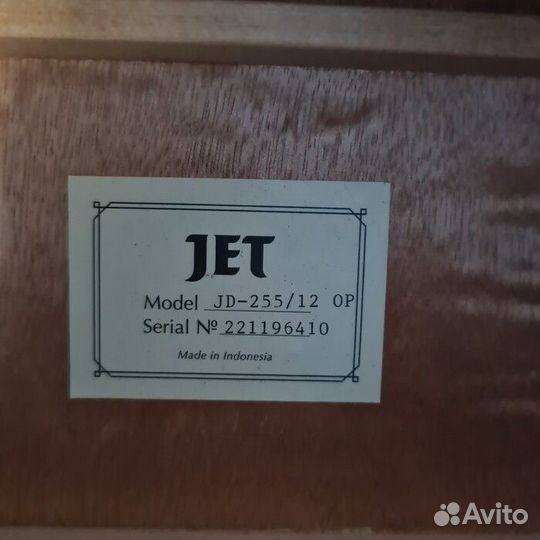 JET
Model JD-255/12 OP
Serial № 221196410
Made in Indonesia
Avito